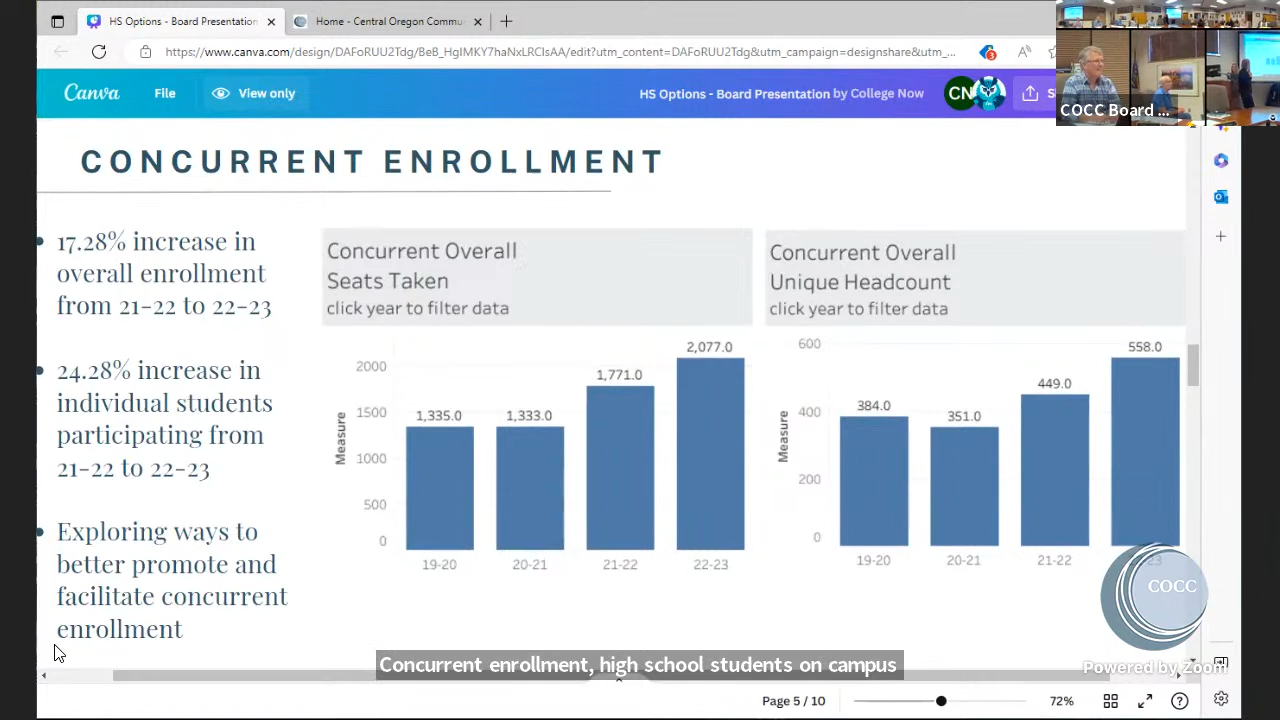 HS Options - Board Presentation
Home - Central Oregon Commu
https://www.canva.com/design/DAFoRUU2Tdg/Be8_HgIMKY7haNxLRCIsAA/edit?utm_content=DAFoRUU2Tdg&utm_campaign=designshare&utm_...
3
Canva File View only
HS Options - Board Presentation by College Now
CN
S
COCC Board ...
CONCURRENT ENROLLMENT
17.28% increase in
overall enrollment
from 21-22 to 22-23
24.28% increase in
individual students
participating from
21-22 to 22-23
Exploring ways to
better promote and
facilitate concurrent
enrollment
Concurrent Overall
Seats Taken
click year to filter data
Measure
2000
1500
1000
500
0
1,335.0
1,333.0
1,771.0
2,077.0
19-20
20-21
21-22
22-23
Concurrent Overall
Unique Headcount
click year to filter data
Measure
600
400
200
0
384.0
351.0
449.0
558.0
19-20
20-21
21-22
23
COCC
Concurrent enrollment, high school students on campus
Powered by Zoom
Page 5 / 10
72%